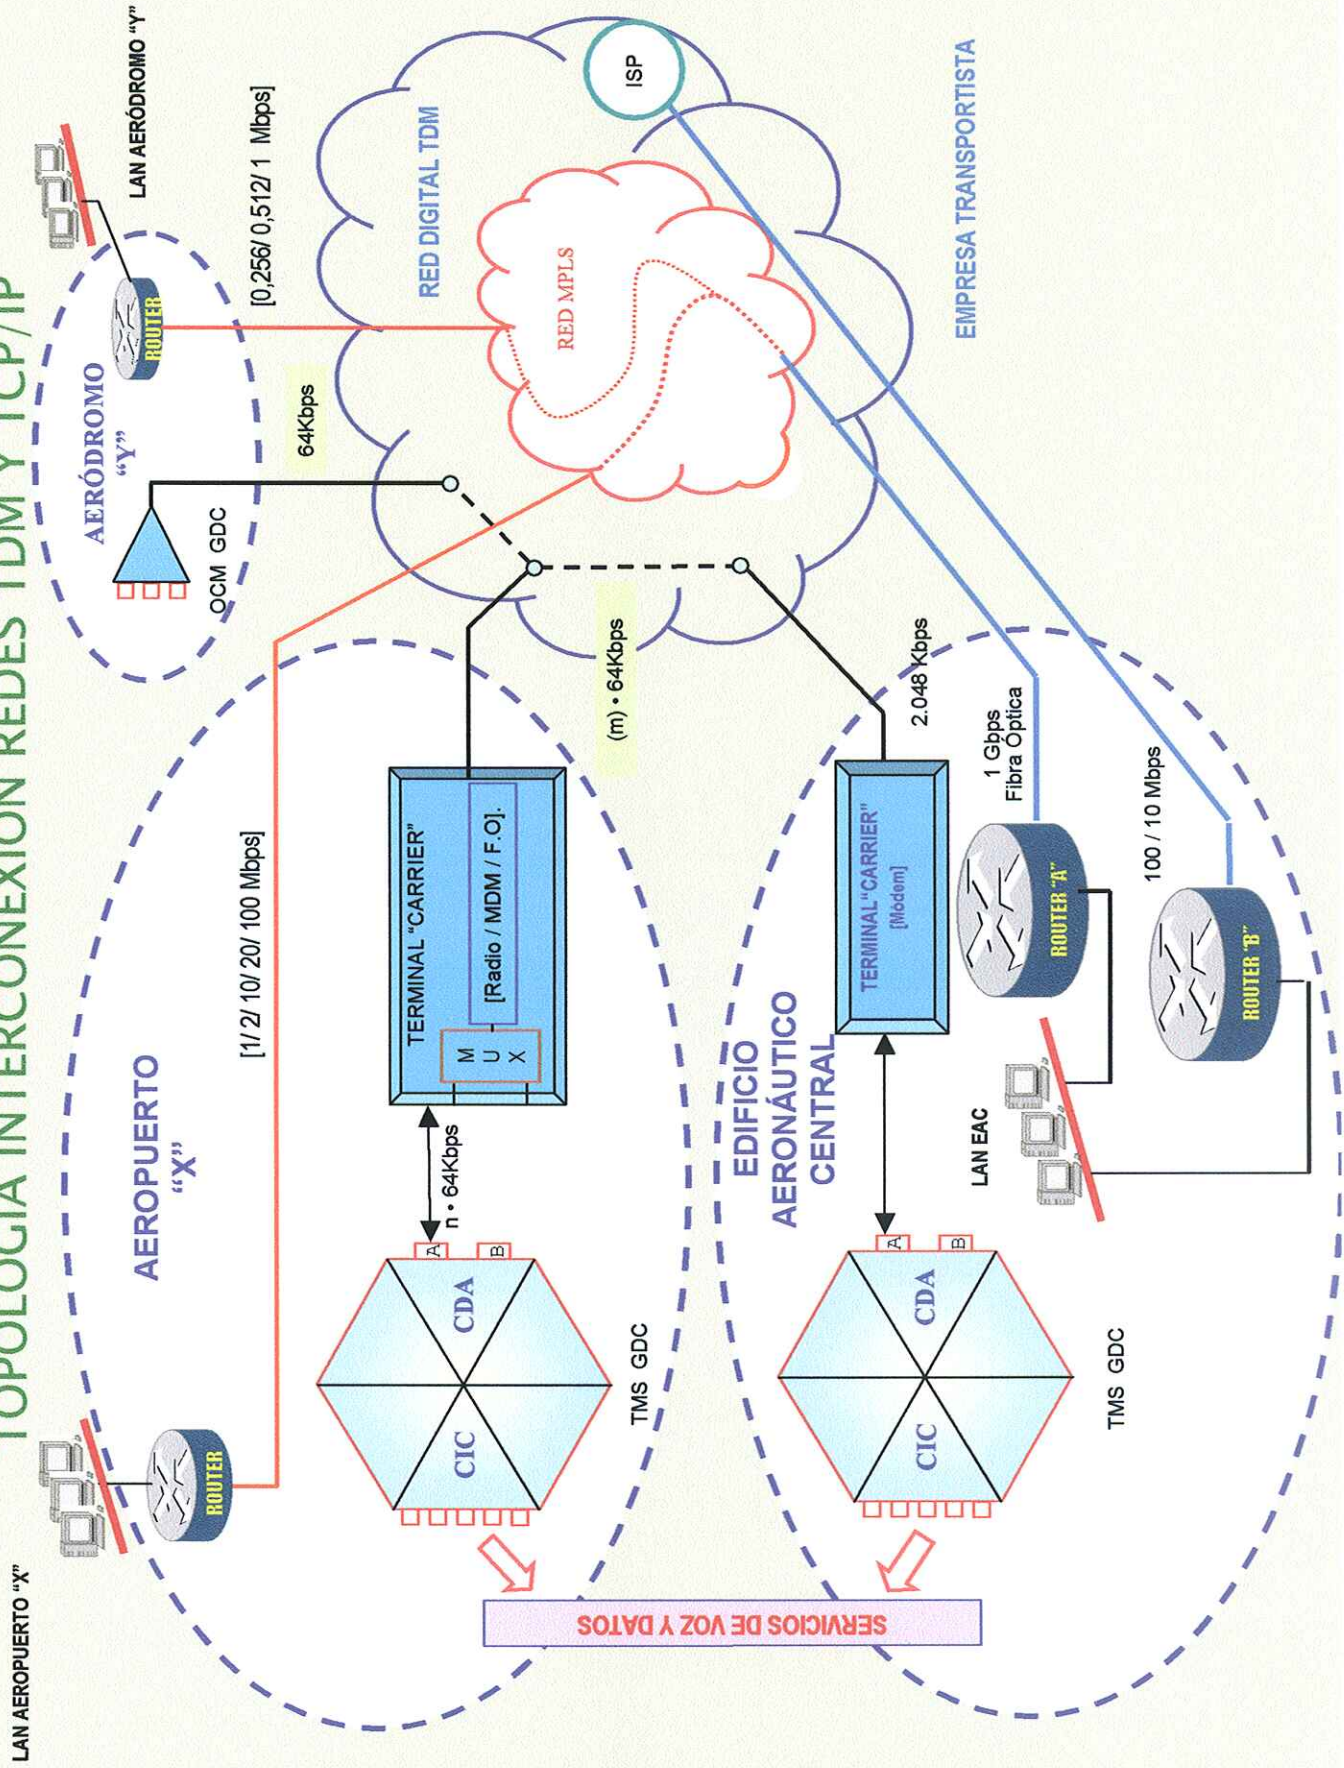 TOPOLOGÍA INTERCONEXIÓN REDES TDM Y TCP/IP
LAN AEROPUERTO “X”
ROUTER
AEROPUERTO
“X”
[1/ 2/ 10/ 20/ 100 Mbps]
AERÓDROMO
“Y”
ROUTER
LAN AERÓDROMO “Y”
OCM GDC
64Kbps
[0,256/ 0,512/ 1 Mbps]
CIC
CDA
A
B
TMS GDC
n • 64Kbps
TERMINAL “CARRIER”
M
U
X
[Radio / MDM / F.O].
(m) • 64Kbps
RED DIGITAL TDM
RED MPLS
ISP
EMPRESA TRANSPORTISTA
SERVICIOS DE VOZ Y DATOS
EDIFICIO
AERONÁUTICO
CENTRAL
CIC
CDA
A
B
TMS GDC
TERMINAL“CARRIER”
[Módem]
2.048 Kbps
LAN EAC
ROUTER “A”
1 Gbps
Fibra Óptica
ROUTER “B”
100 / 10 Mbps